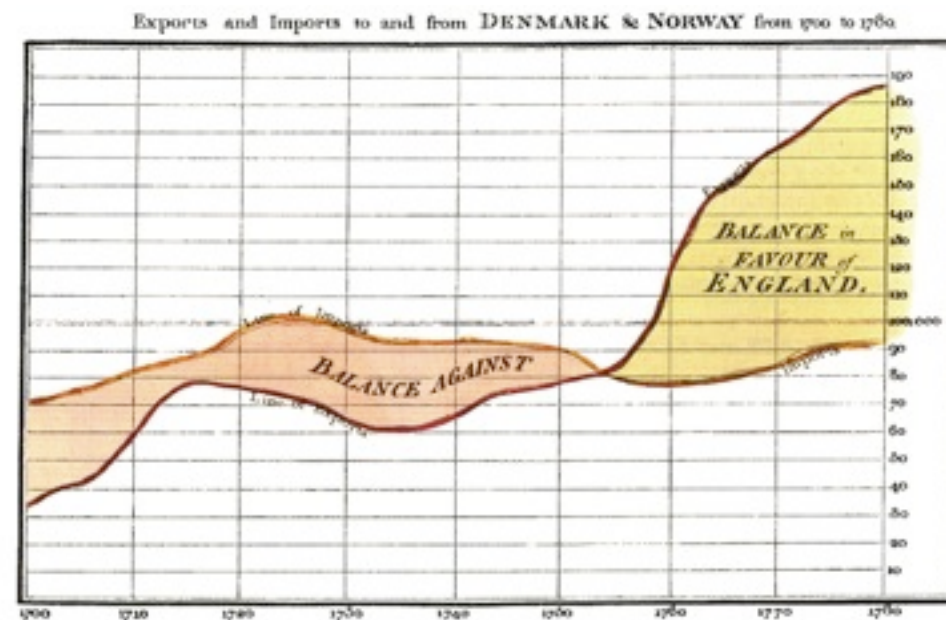 Exports and Imports to and from DENMARK & NORWAY from 1700 to 1780.
190
180
170
160
150
140
130
120
110
100,000
90
80
70
60
50
40
30
20
10
Exports
BALANCE in
FAVOUR of
ENGLAND.
Line of Imports
BALANCE AGAINST
Imports
Line of Exports
1700 1710 1720 1730 1740 1750 1760 1770 1780